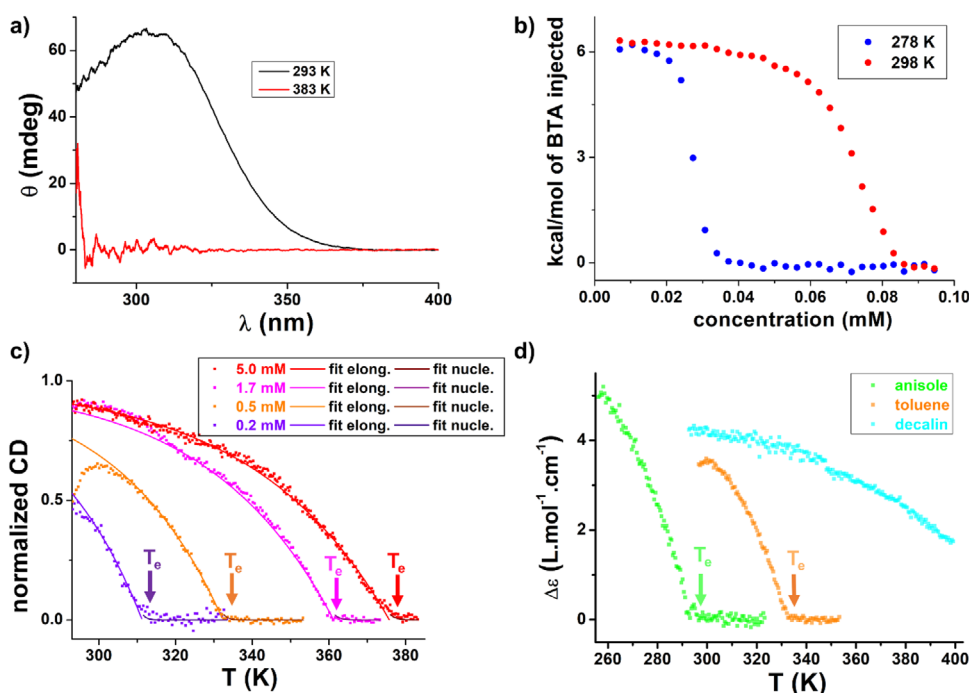 a)
θ (mdeg)
60
40
20
0
293 K
383 K
300
350
400
λ (nm)
b)
kcal/mol of BTA injected
6
3
0
278 K
298 K
0.00
0.02
0.04
0.06
0.08
0.10
concentration (mM)
c)
normalized CD
1.0
0.5
0.0
5.0 mM fit elong. fit nucle.
1.7 mM fit elong. fit nucle.
0.5 mM fit elong. fit nucle.
0.2 mM fit elong. fit nucle.
Te
Te
Te
Te
300
320
340
360
380
T (K)
d)
Δε (L.mol⁻¹.cm⁻¹)
6
4
2
0
anisole
toluene
decalin
Te
Te
260
280
300
320
340
360
380
400
T (K)